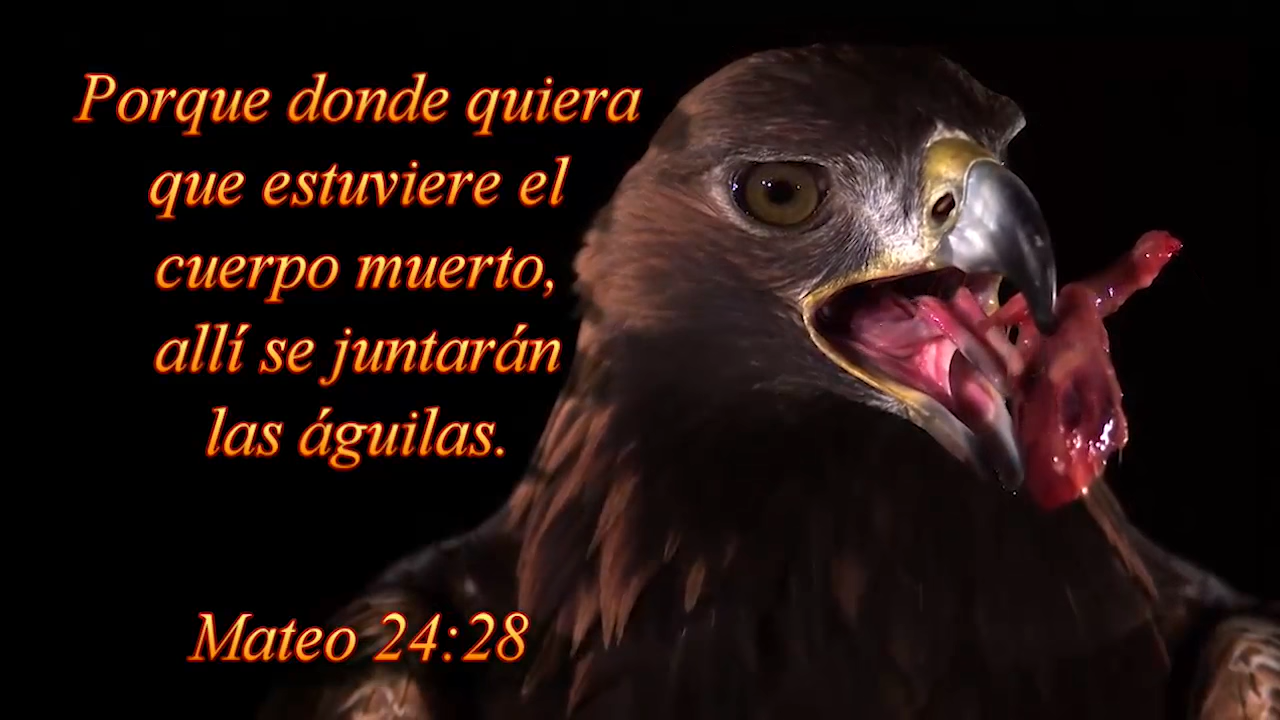 Porque donde quiera
que estuviere el
cuerpo muerto,
allí se juntarán
las águilas.
Mateo 24:28